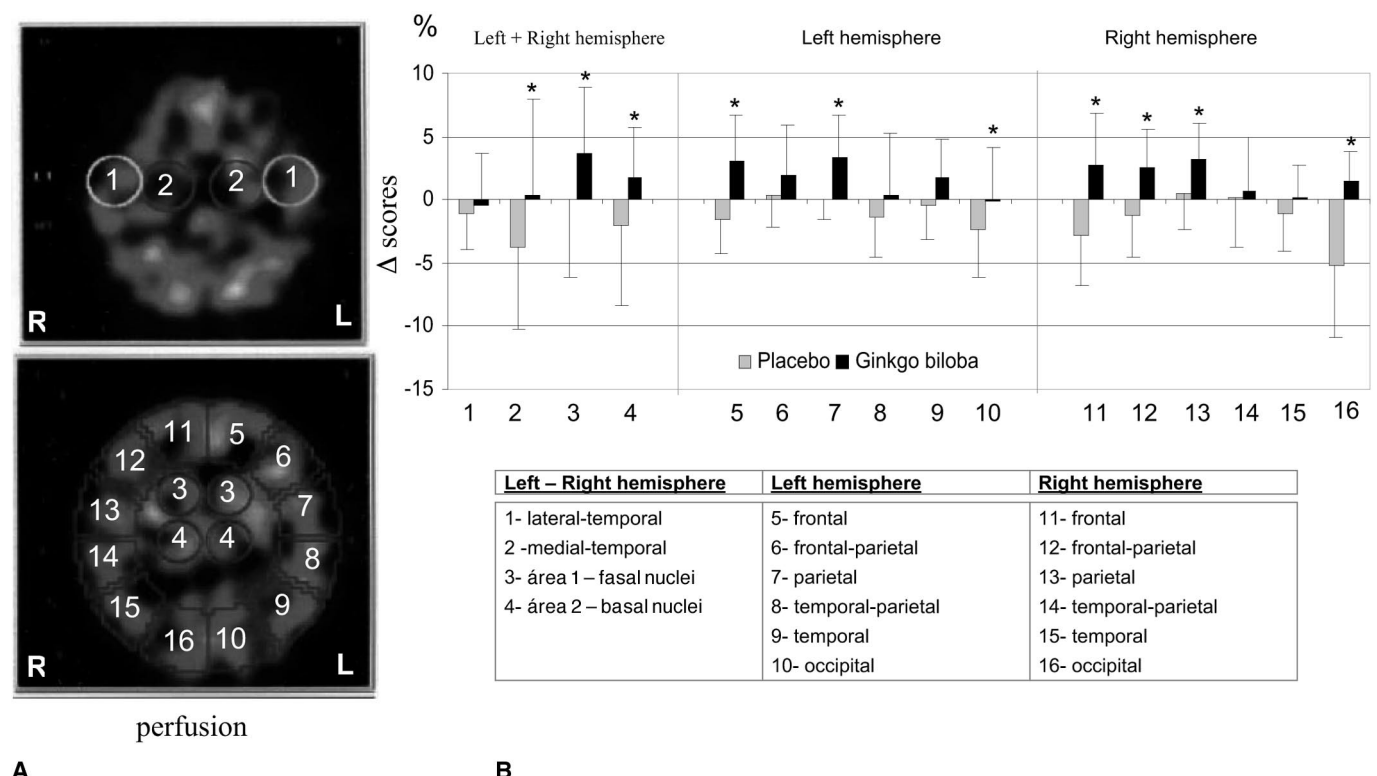 1 2 2 1
R L
11 5
12 6
3 3
13 7
4 4
14 8
15 9
16 10
R L
perfusion
A
% Left + Right hemisphere Left hemisphere Right hemisphere
Δ scores
10
5
0
-5
-10
-15
* * * * * * * * * * *
Placebo Ginkgo biloba
1 2 3 4 5 6 7 8 9 10 11 12 13 14 15 16
Left – Right hemisphere Left hemisphere Right hemisphere
1- lateral-temporal 5- frontal 11- frontal
2 -medial-temporal 6- frontal-parietal 12- frontal-parietal
3- área 1 – fasal nuclei 7- parietal 13- parietal
4- área 2 – basal nuclei 8- temporal-parietal 14- temporal-parietal
9- temporal 15- temporal
10- occipital 16- occipital
B